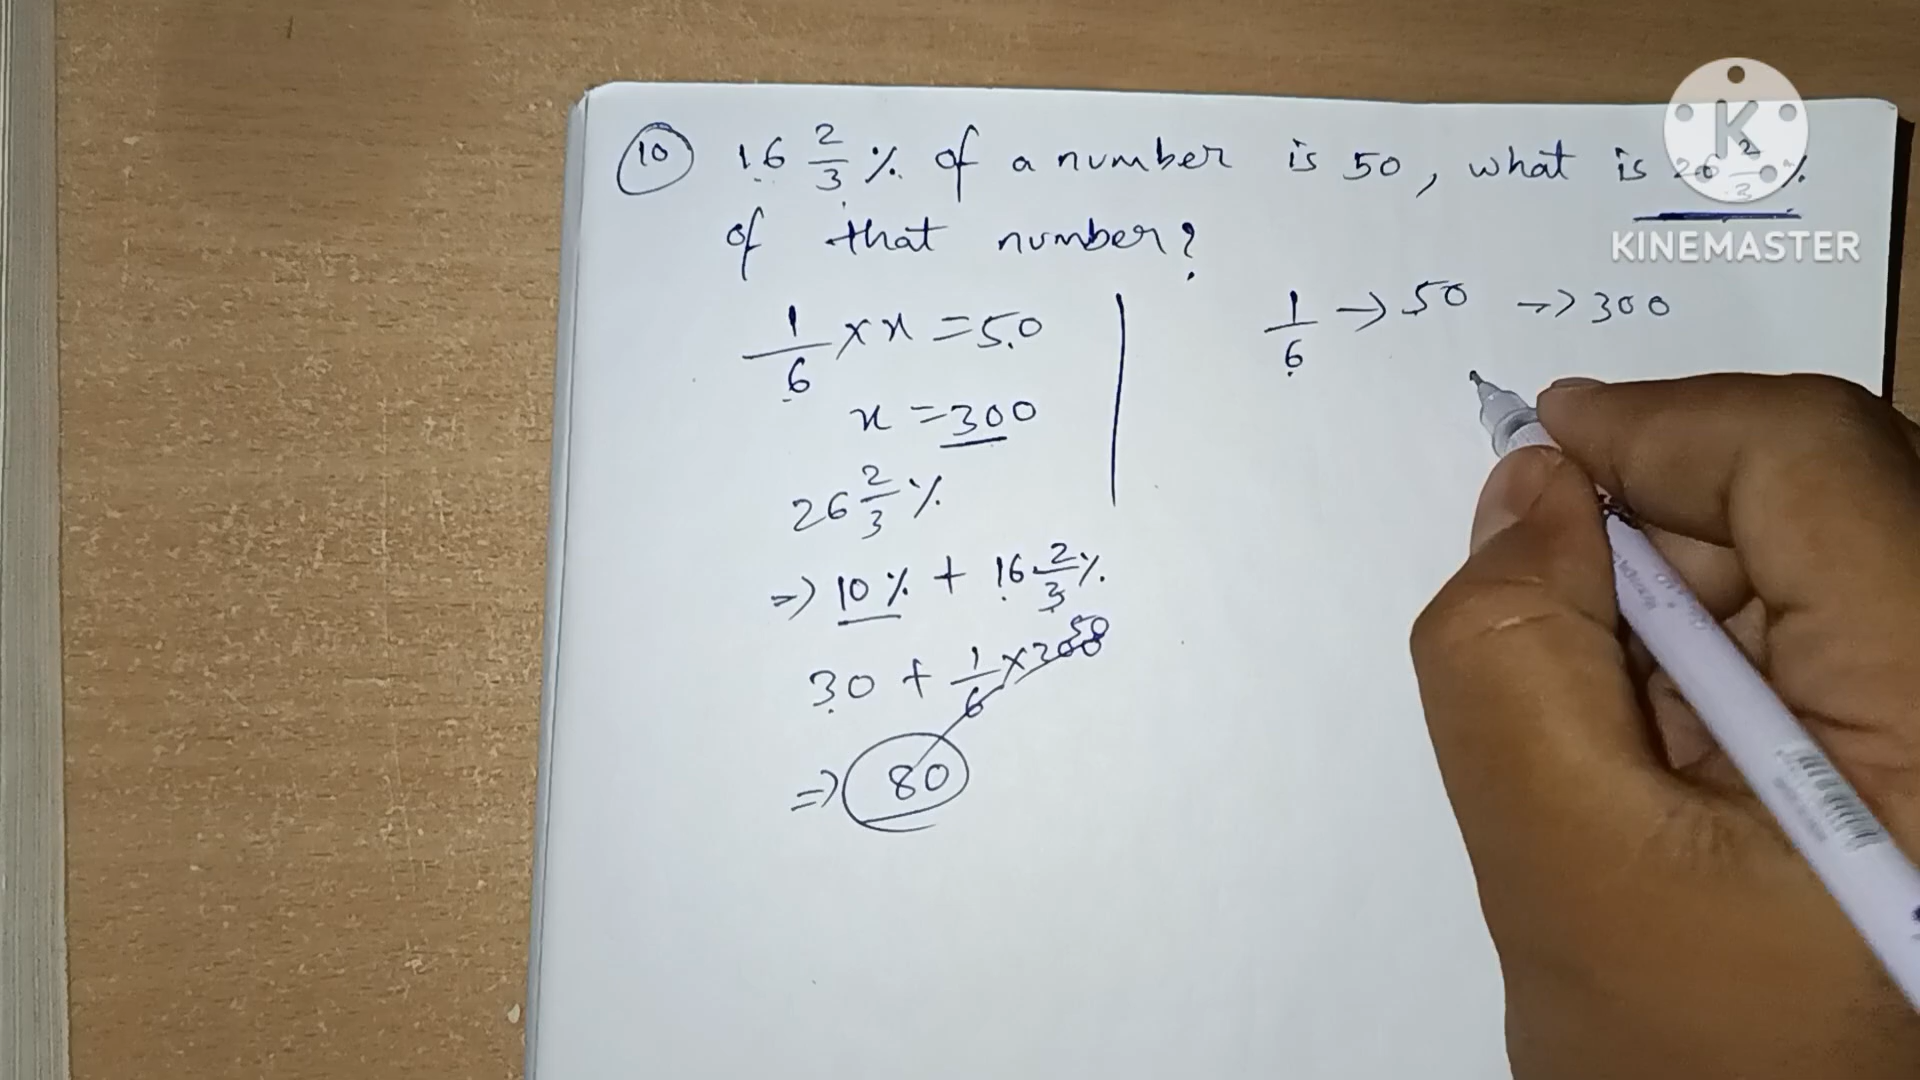 10 16 2/3 % of a number is 50, what is 26 2/3 %
of that number?
1/6 × x = 50
x = 300
26 2/3 %
=> 10 % + 16 2/3 %
30 + 1/6 × 300 50
=> 80
1/6 → 50 → 300
K
KINEMASTER